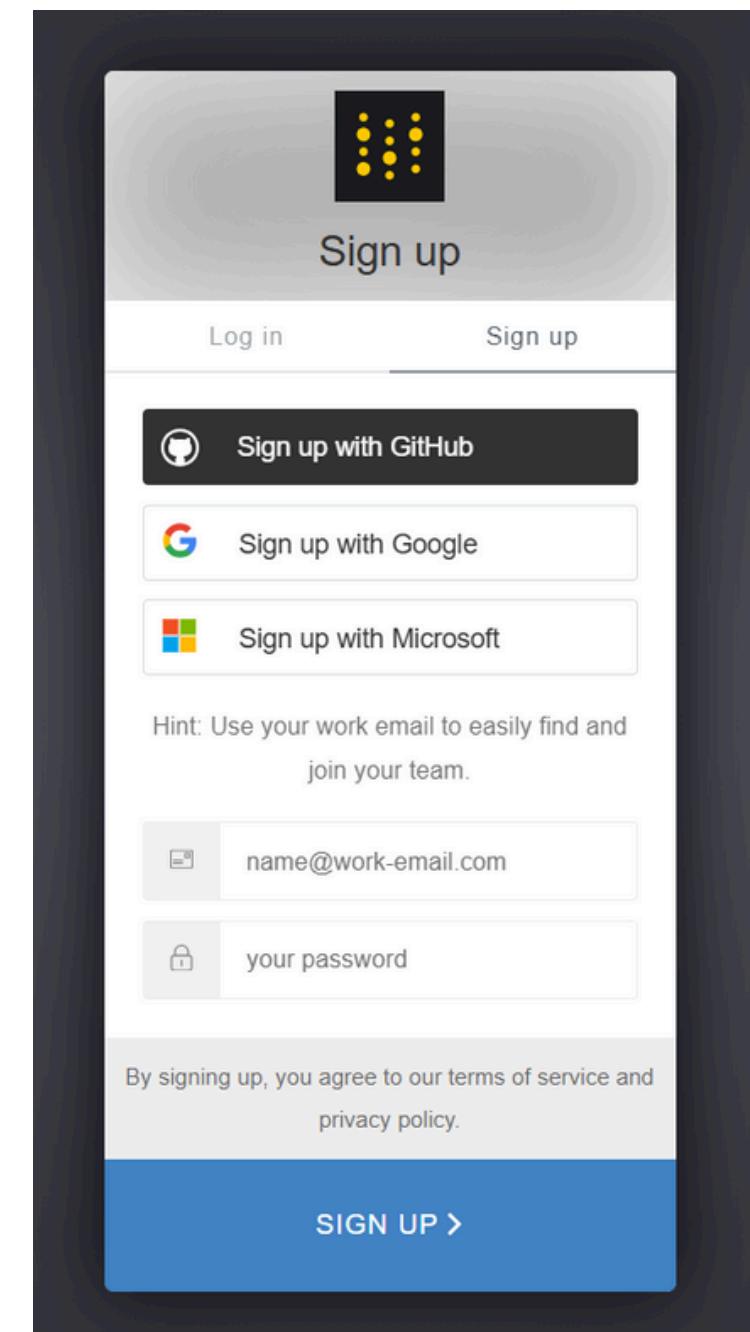 Sign up
Log in
Sign up
Sign up with GitHub
Sign up with Google
Sign up with Microsoft
Hint: Use your work email to easily find and
join your team.
name@work-email.com
your password
By signing up, you agree to our terms of service and
privacy policy.
SIGN UP